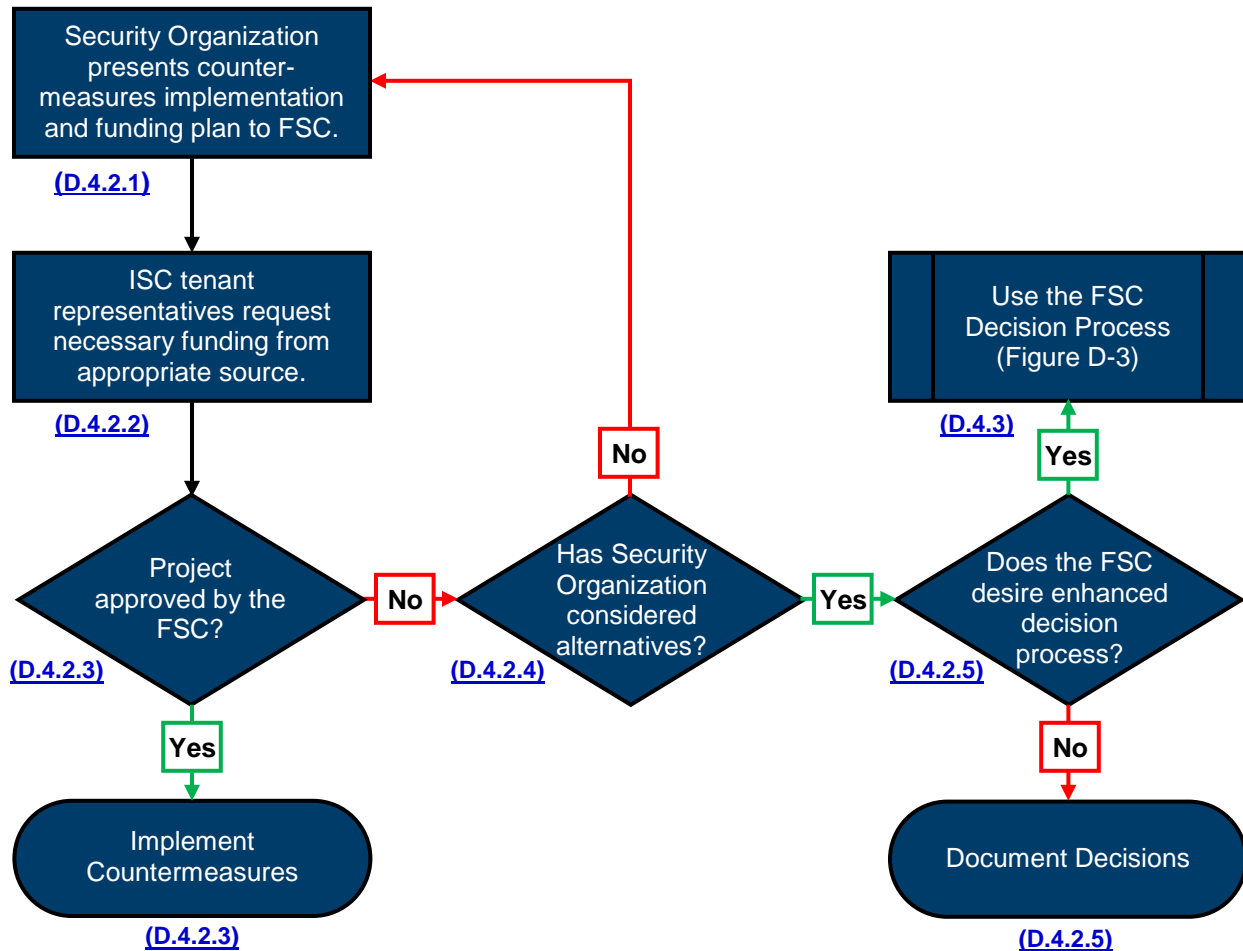 Security Organization
presents counter-
measures implementation
and funding plan to FSC.
(D.4.2.1)
ISC tenant
representatives request
necessary funding from
appropriate source.
(D.4.2.2)
Project
approved by the
FSC?
(D.4.2.3)
Yes
Implement
Countermeasures
(D.4.2.3)
No
Has Security
Organization
considered
alternatives?
(D.4.2.4)
No
Yes
Does the FSC
desire enhanced
decision
process?
(D.4.2.5)
Yes
Use the FSC
Decision Process
(Figure D-3)
(D.4.3)
No
Document Decisions
(D.4.2.5)